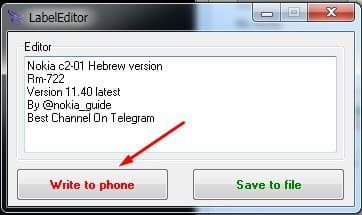 LabelEditor
Editor
Nokia c2-01 Hebrew version
Rm-722
Version 11.40 latest
By @nokia_guide
Best Channel On Telegram
Write to phone
Save to file